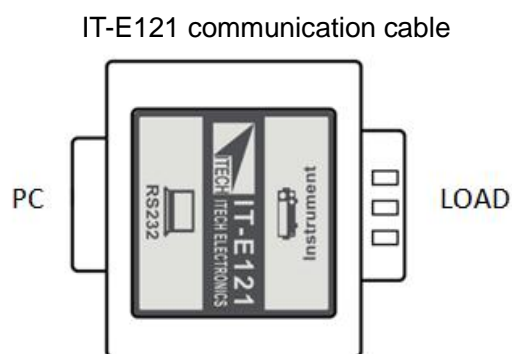 IT-E121 communication cable
PC
RS232
ITECH
ITECH ELECTRONICS
IT-E121
Instrument
LOAD